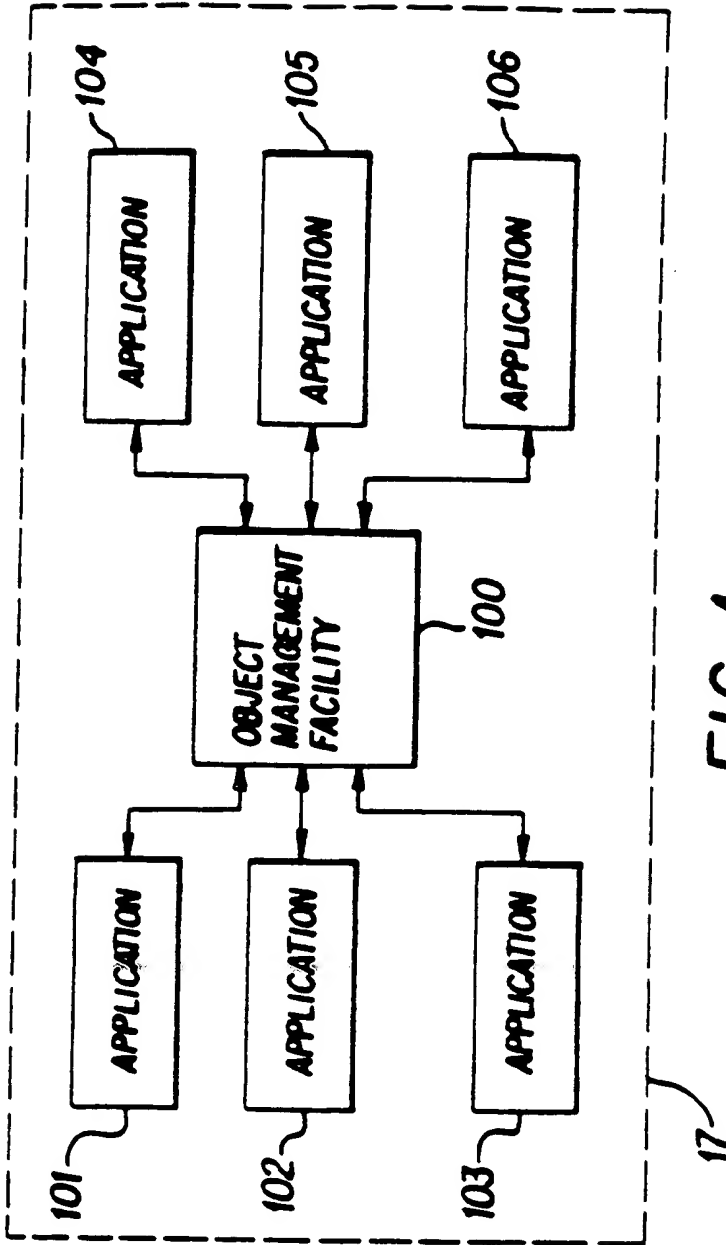 101
APPLICATION
104
APPLICATION
102
APPLICATION
OBJECT
MANAGEMENT
FACILITY
100
105
APPLICATION
103
APPLICATION
106
APPLICATION
17